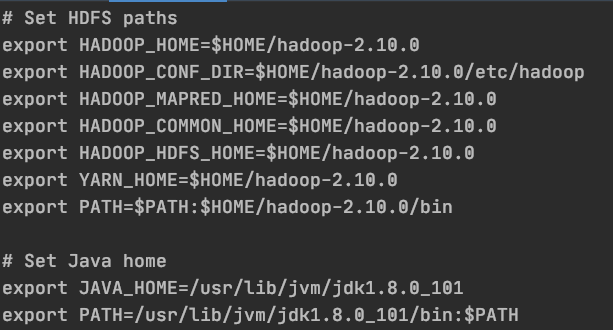 # Set HDFS paths
export HADOOP_HOME=$HOME/hadoop-2.10.0
export HADOOP_CONF_DIR=$HOME/hadoop-2.10.0/etc/hadoop
export HADOOP_MAPRED_HOME=$HOME/hadoop-2.10.0
export HADOOP_COMMON_HOME=$HOME/hadoop-2.10.0
export HADOOP_HDFS_HOME=$HOME/hadoop-2.10.0
export YARN_HOME=$HOME/hadoop-2.10.0
export PATH=$PATH:$HOME/hadoop-2.10.0/bin

# Set Java home
export JAVA_HOME=/usr/lib/jvm/jdk1.8.0_101
export PATH=/usr/lib/jvm/jdk1.8.0_101/bin:$PATH